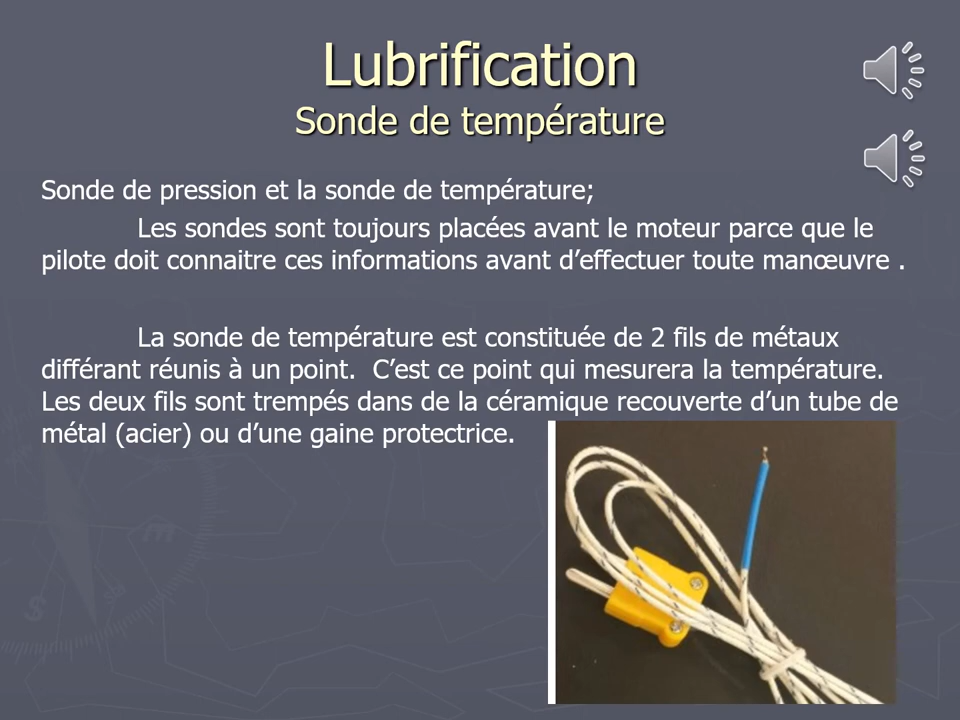 Lubrification
Sonde de température
Sonde de pression et la sonde de température;
Les sondes sont toujours placées avant le moteur parce que le
pilote doit connaitre ces informations avant d’effectuer toute manœuvre .
La sonde de température est constituée de 2 fils de métaux
différant réunis à un point.  C’est ce point qui mesurera la température.
Les deux fils sont trempés dans de la céramique recouverte d’un tube de
métal (acier) ou d’une gaine protectrice.